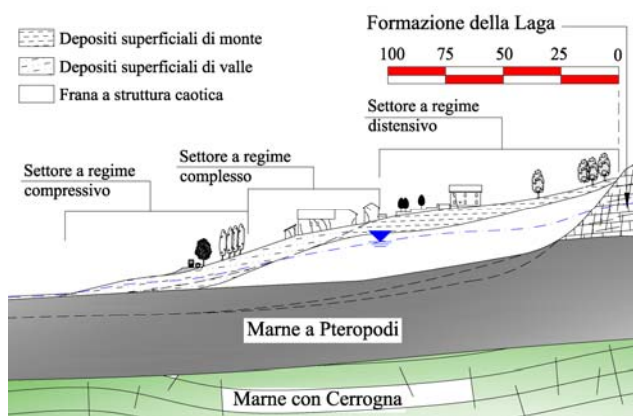 Depositi superficiali di monte
Depositi superficiali di valle
Frana a struttura caotica
Formazione della Laga
100 75 50 25 0
Settore a regime
distensivo
Settore a regime
complesso
Settore a regime
compressivo
Marne a Pteropodi
Marne con Cerrogna